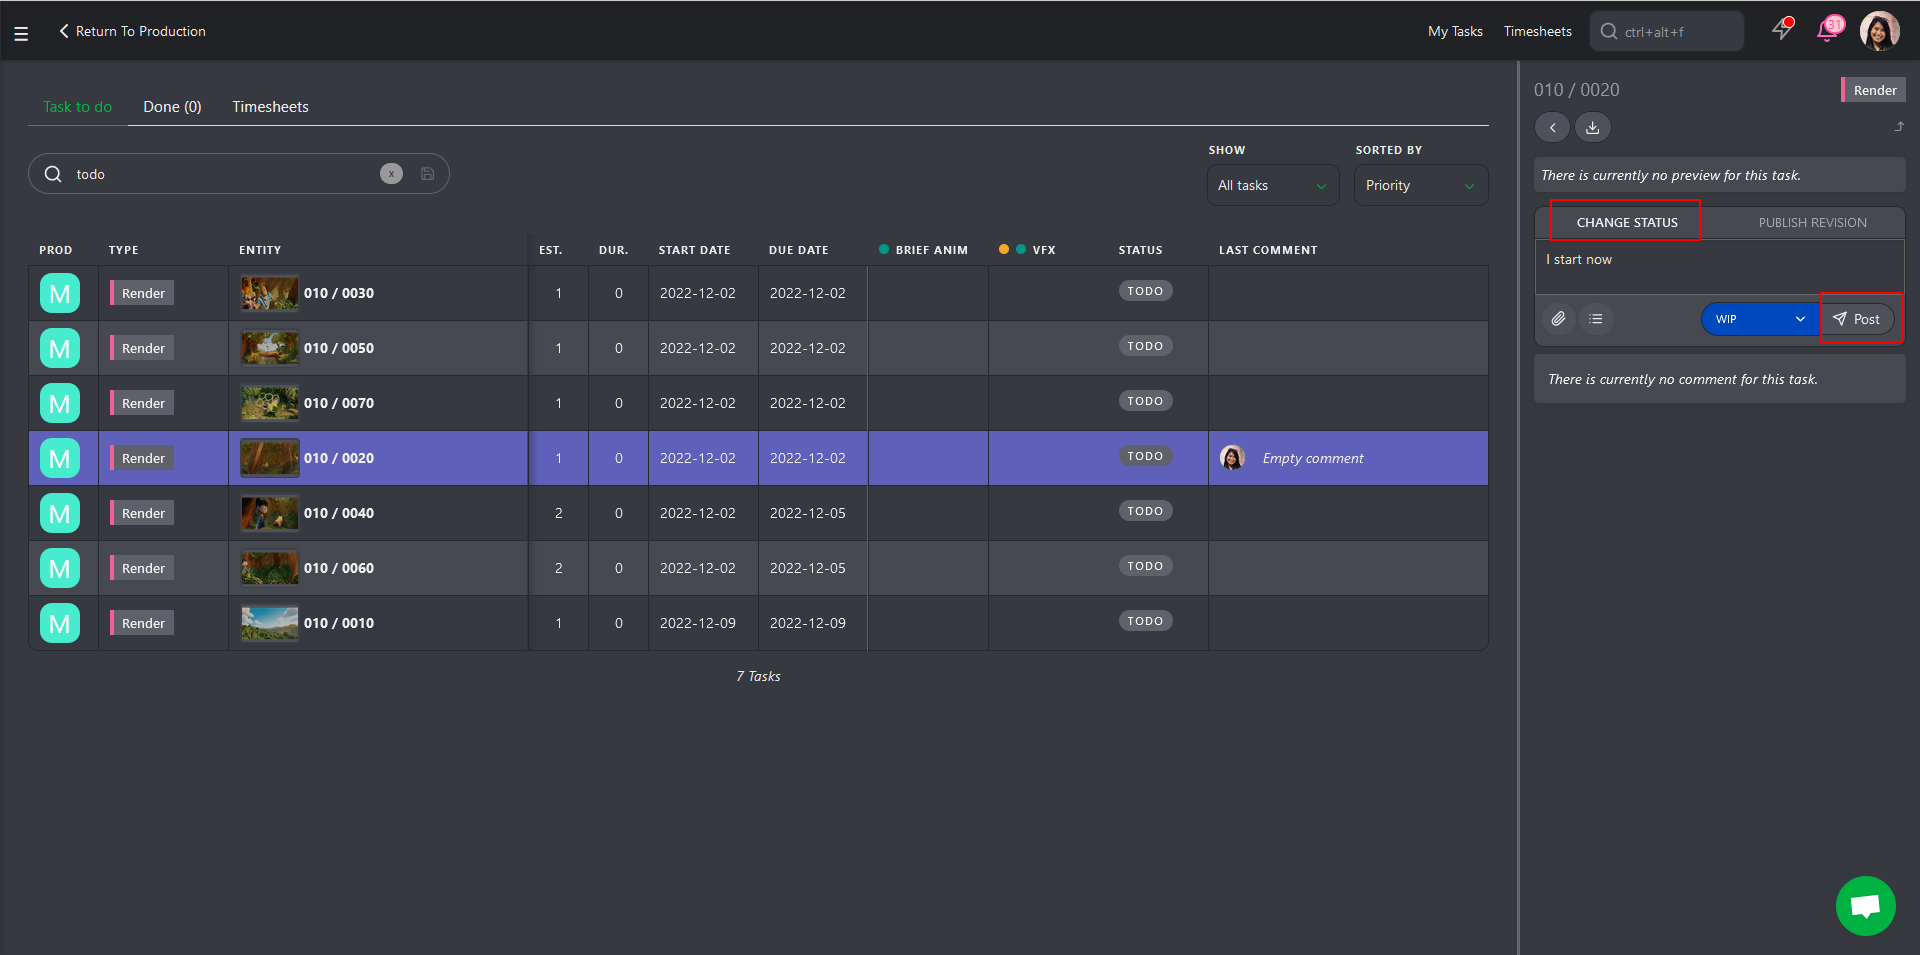 Return To Production
My Tasks Timesheets ctrl+alt+f 31
Task to do Done (0) Timesheets
todo x
SHOW SORTED BY
All tasks Priority
PROD TYPE ENTITY EST. DUR. START DATE DUE DATE BRIEF ANIM VFX STATUS LAST COMMENT
M Render 010 / 0030 1 0 2022-12-02 2022-12-02 TODO
M Render 010 / 0050 1 0 2022-12-02 2022-12-02 TODO
M Render 010 / 0070 1 0 2022-12-02 2022-12-02 TODO
M Render 010 / 0020 1 0 2022-12-02 2022-12-02 TODO Empty comment
M Render 010 / 0040 2 0 2022-12-02 2022-12-05 TODO
M Render 010 / 0060 2 0 2022-12-02 2022-12-05 TODO
M Render 010 / 0010 1 0 2022-12-09 2022-12-09 TODO
7 Tasks
010 / 0020 Render
There is currently no preview for this task.
CHANGE STATUS PUBLISH REVISION
I start now
WIP Post
There is currently no comment for this task.